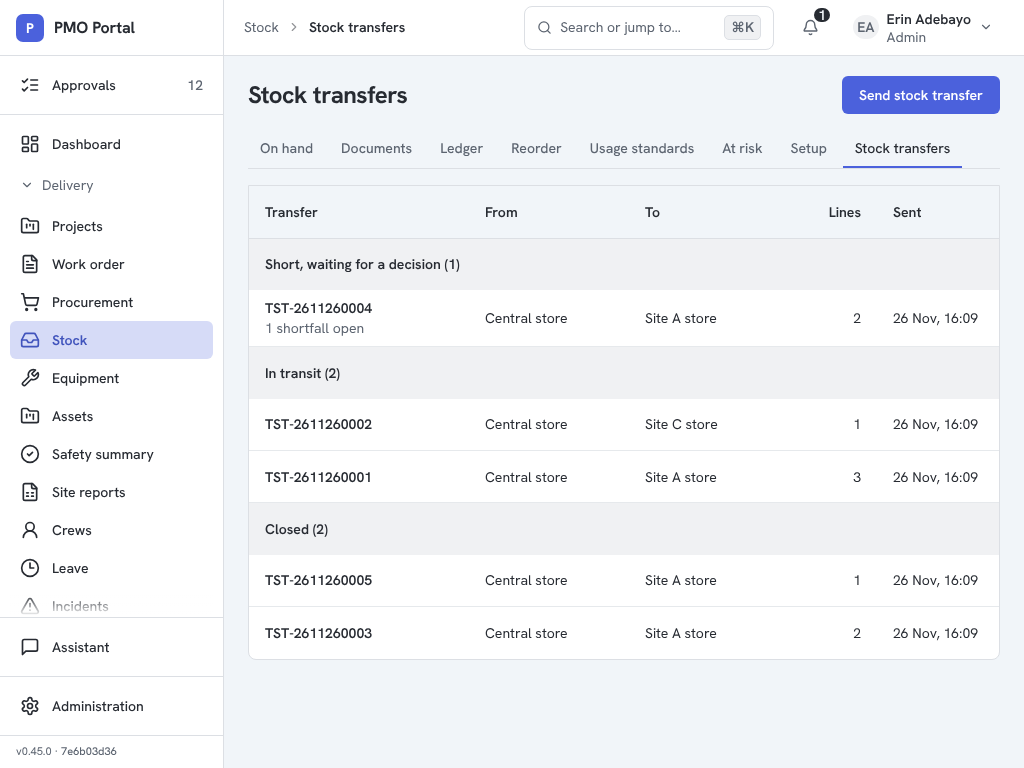 P PMO Portal
Stock > Stock transfers
Search or jump to...
⌘K
1
EA
Erin Adebayo
Admin
Approvals 12
Dashboard
Delivery
Projects
Work order
Procurement
Stock
Equipment
Assets
Safety summary
Site reports
Crews
Leave
Incidents
Assistant
Administration
v0.45.0 · 7e6b03d36
Stock transfers
Send stock transfer
On hand Documents Ledger Reorder Usage standards At risk Setup Stock transfers
Transfer From To Lines Sent
Short, waiting for a decision (1)
TST-2611260004 Central store Site A store 2 26 Nov, 16:09
1 shortfall open
In transit (2)
TST-2611260002 Central store Site C store 1 26 Nov, 16:09
TST-2611260001 Central store Site A store 3 26 Nov, 16:09
Closed (2)
TST-2611260005 Central store Site A store 1 26 Nov, 16:09
TST-2611260003 Central store Site A store 2 26 Nov, 16:09